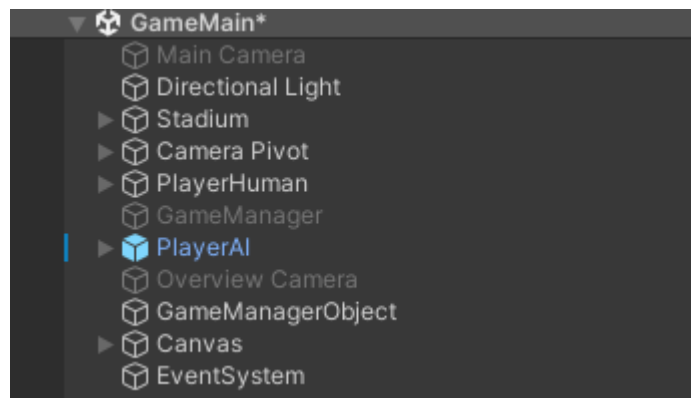 GameMain*
Main Camera
Directional Light
Stadium
Camera Pivot
PlayerHuman
GameManager
PlayerAI
Overview Camera
GameManagerObject
Canvas
EventSystem